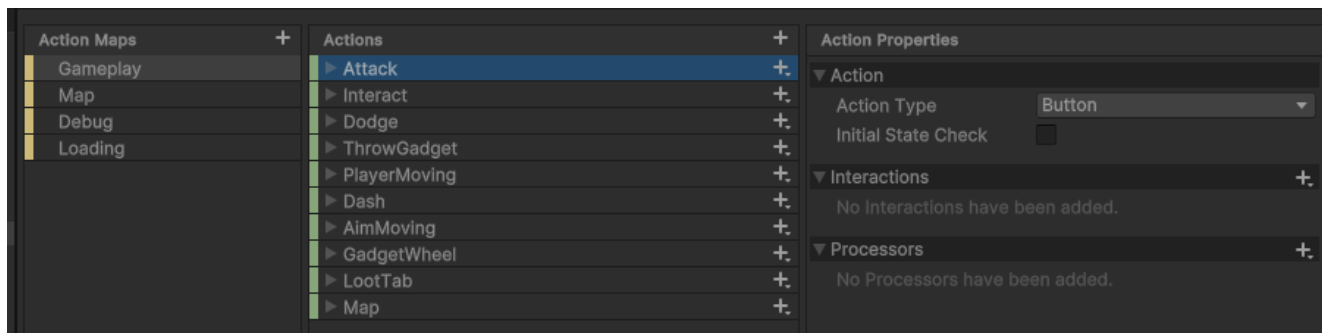 Action Maps
Gameplay
Map
Debug
Loading
Actions
Attack
Interact
Dodge
ThrowGadget
PlayerMoving
Dash
AimMoving
GadgetWheel
LootTab
Map
Action Properties
Action
Action Type Button
Initial State Check
Interactions
No Interactions have been added.
Processors
No Processors have been added.